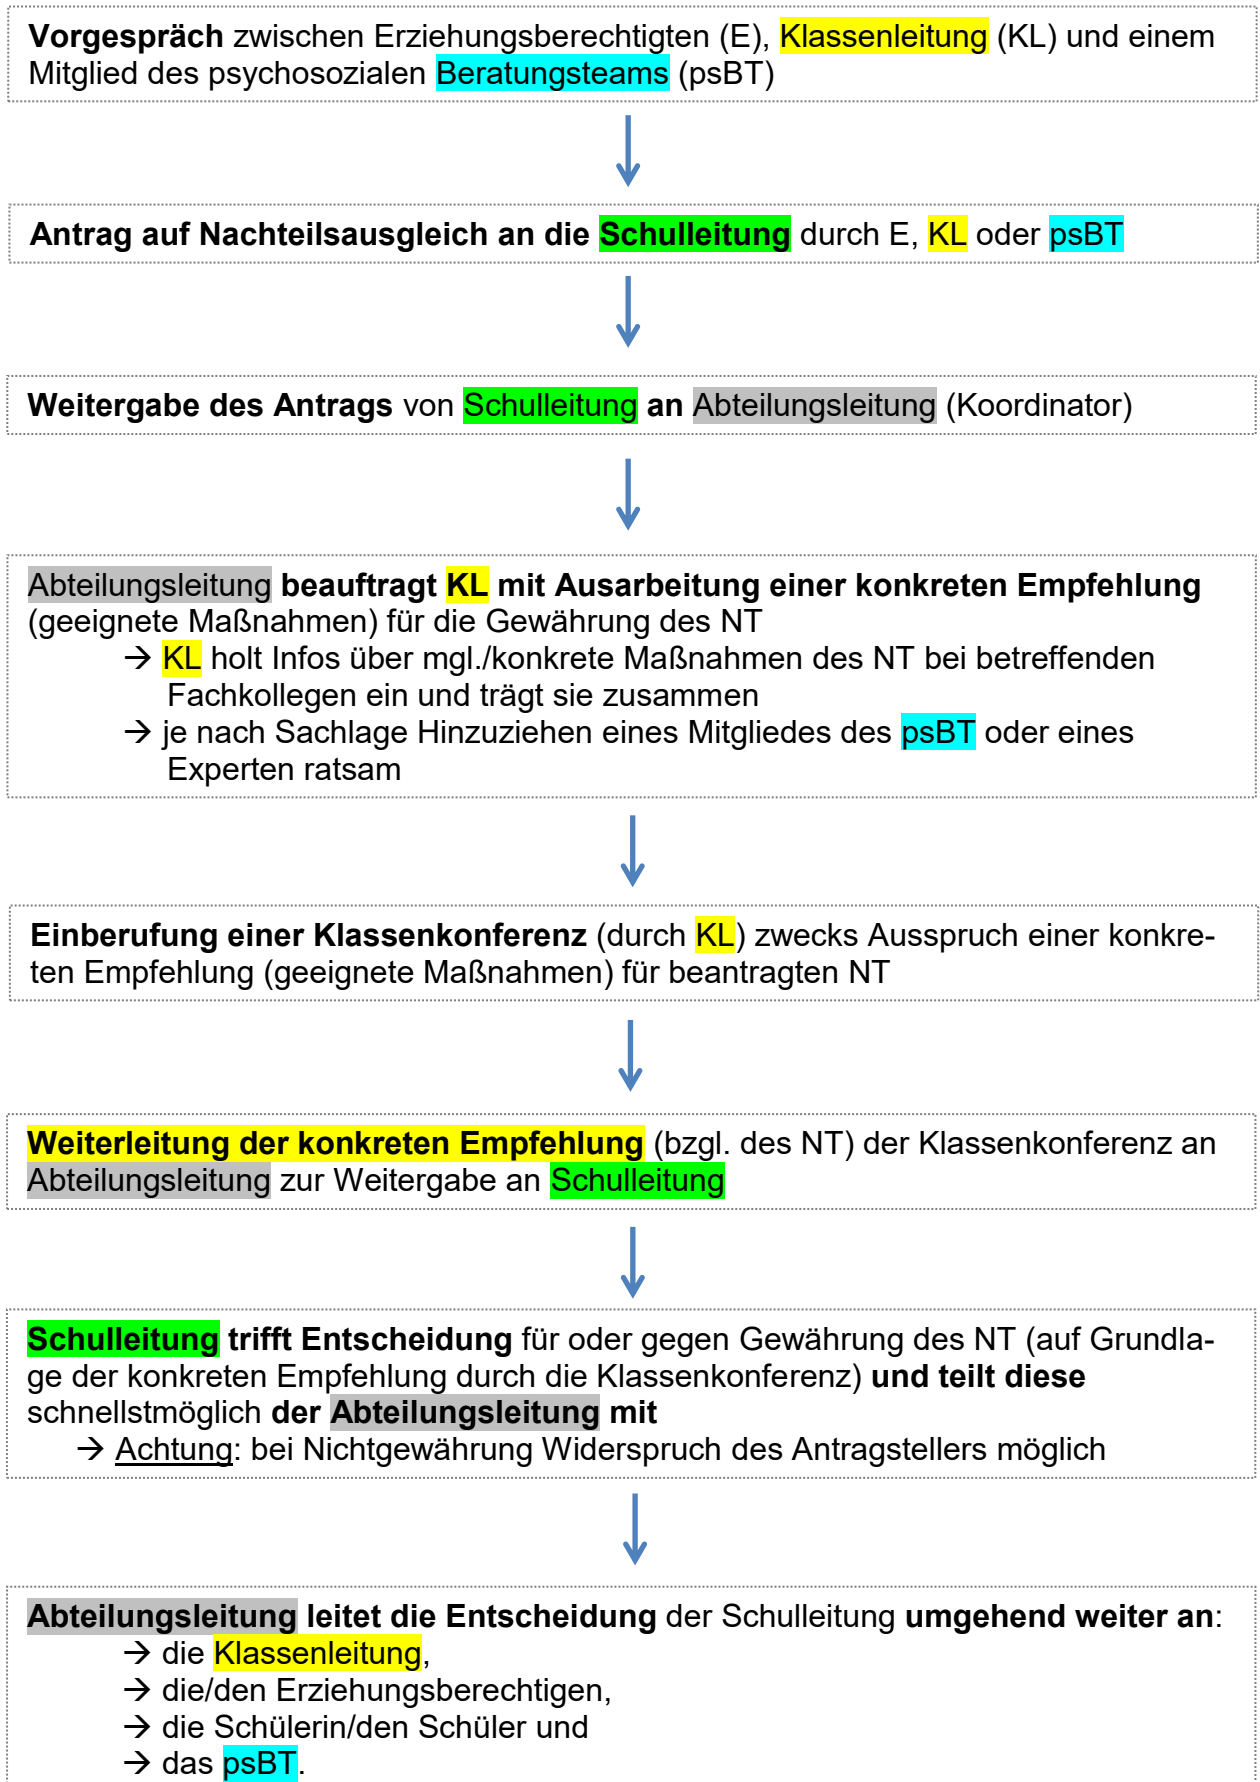 Vorgespräch zwischen Erziehungsberechtigten (E), Klassenleitung (KL) und einem
Mitglied des psychosozialen Beratungsteams (psBT)
Antrag auf Nachteilsausgleich an die Schulleitung durch E, KL oder psBT
Weitergabe des Antrags von Schulleitung an Abteilungsleitung (Koordinator)
Abteilungsleitung beauftragt KL mit Ausarbeitung einer konkreten Empfehlung
(geeignete Maßnahmen) für die Gewährung des NT
→ KL holt Infos über mgl./konkrete Maßnahmen des NT bei betreffenden
Fachkollegen ein und trägt sie zusammen
→ je nach Sachlage Hinzuziehen eines Mitgliedes des psBT oder eines
Experten ratsam
Einberufung einer Klassenkonferenz (durch KL) zwecks Ausspruch einer konkre-
ten Empfehlung (geeignete Maßnahmen) für beantragten NT
Weiterleitung der konkreten Empfehlung (bzgl. des NT) der Klassenkonferenz an
Abteilungsleitung zur Weitergabe an Schulleitung
Schulleitung trifft Entscheidung für oder gegen Gewährung des NT (auf Grundla-
ge der konkreten Empfehlung durch die Klassenkonferenz) und teilt diese
schnellstmöglich der Abteilungsleitung mit
→ Achtung: bei Nichtgewährung Widerspruch des Antragstellers möglich
Abteilungsleitung leitet die Entscheidung der Schulleitung umgehend weiter an:
→ die Klassenleitung,
→ die/den Erziehungsberechtigen,
→ die Schülerin/den Schüler und
→ das psBT.